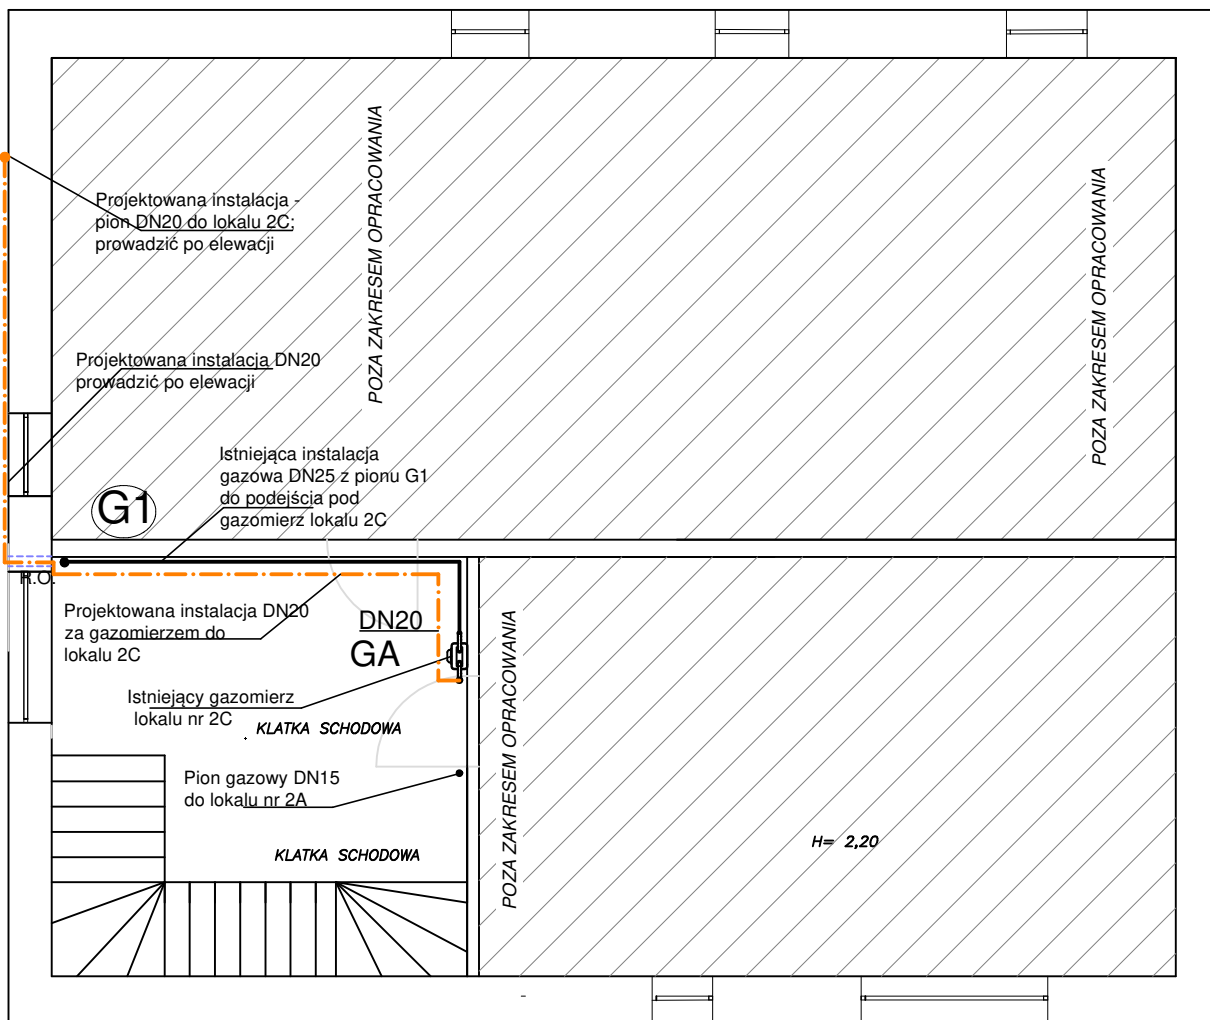 POZA ZAKRESEM OPRACOWANIA
POZA ZAKRESEM OPRACOWANIA
Projektowana instalacja -
pion DN20 do lokalu 2C;
prowadzić po elewacji
Projektowana instalacja DN20
prowadzić po elewacji
Istniejąca instalacja
gazowa DN25 z pionu G1
do podejścia pod
gazomierz lokalu 2C
G1
R.O.
Projektowana instalacja DN20
za gazomierzem do
lokalu 2C
DN20
GA
Istniejący gazomierz
lokalu nr 2C
KLATKA SCHODOWA
POZA ZAKRESEM OPRACOWANIA
Pion gazowy DN15
do lokalu nr 2A
KLATKA SCHODOWA
H= 2,20